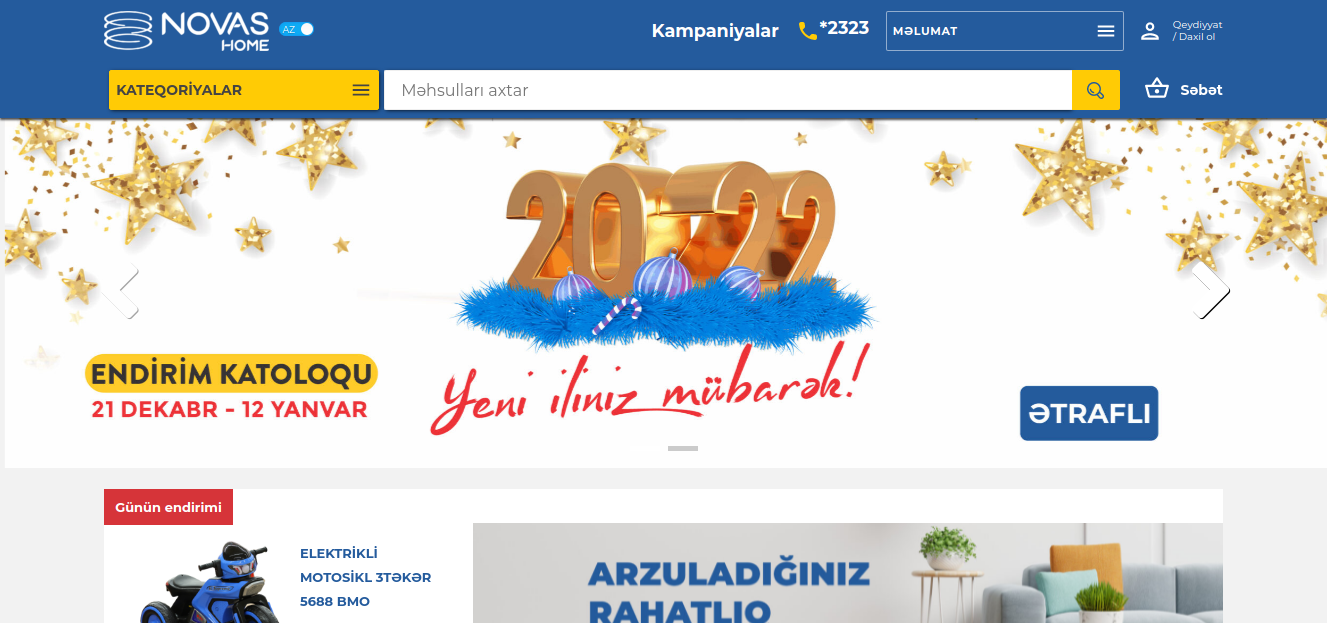 NOVAS
HOME
AZ
Kampaniyalar
*2323
MƏLUMAT
Qeydiyyat
/ Daxil ol
KATEQORİYALAR
Məhsulları axtar
Səbət
2022
ENDİRİM KATOLOQU
21 DEKABR - 12 YANVAR
Yeni iliniz mübarək!
ƏTRAFLI
Günün endirimi
ELEKTRİKLİ
MOTOSİKL 3TƏKƏR
5688 BMO
ARZULADIĞINIZ